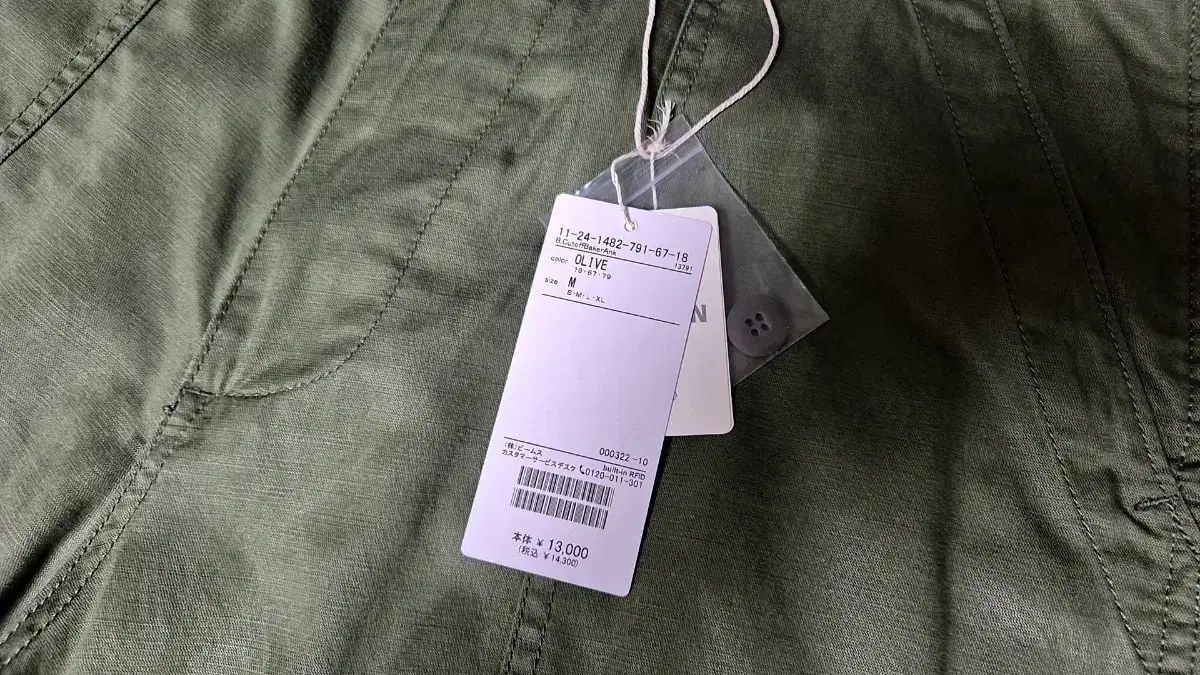 11-24-1482-791-67-18
B.CutoffBakerAnk 13791
color OLIVE
19・67・79
size M
S・M・L・XL
(株)ビームス 000322-10
built-in RFID
カスタマーサービスデスク 0120-011-301
本体 ¥ 13,000
(税込 ¥ 14,300)
N